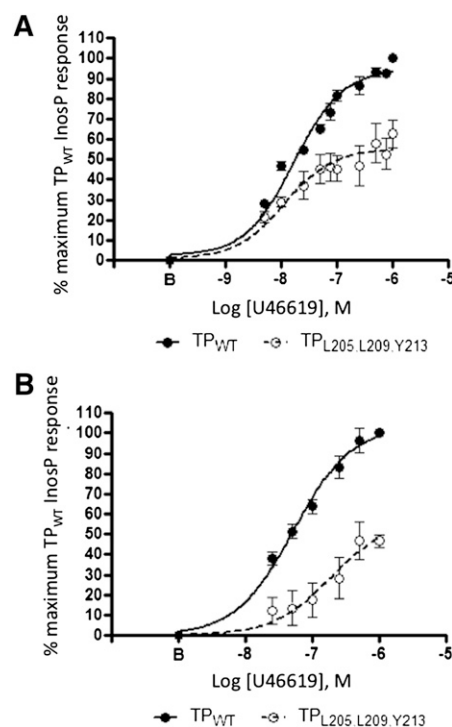 A
% maximum TPWT InosP response
110
100
90
80
70
60
50
40
30
20
10
0
B -9 -8 -7 -6 -5
Log [U46619], M
TPWT TPL205.L209.Y213
B
% maximum TPWT InosP response
110
100
90
80
70
60
50
40
30
20
10
0
B -8 -7 -6 -5
Log [U46619], M
TPWT TPL205.L209.Y213